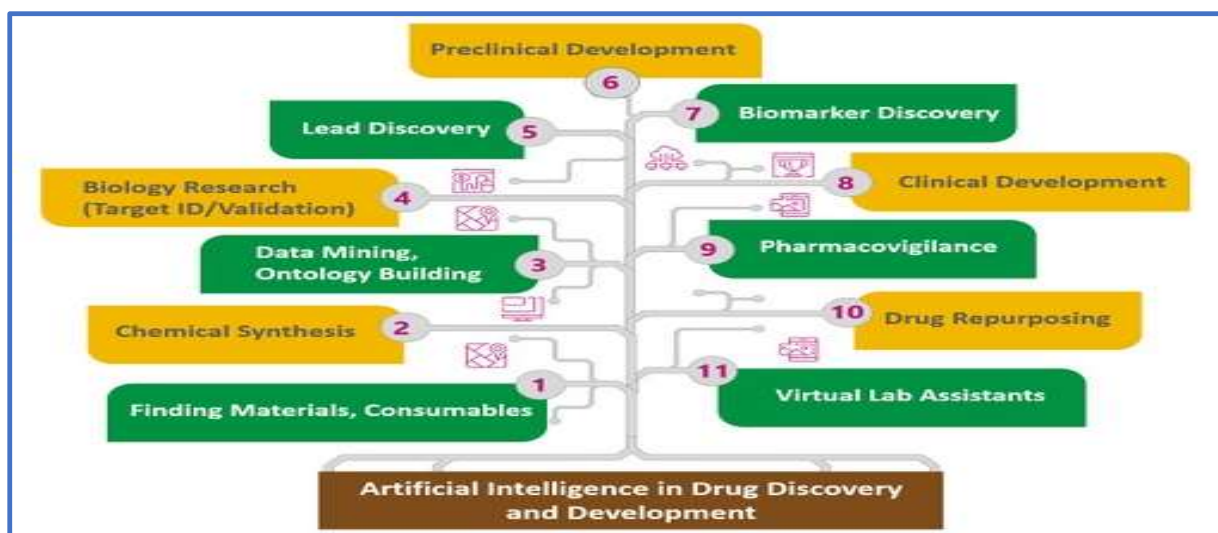 Preclinical Development
6
7
Biomarker Discovery
Lead Discovery
5
Biology Research
(Target ID/Validation)
4
8
Clinical Development
Data Mining,
Ontology Building
3
9
Pharmacovigilance
Chemical Synthesis
2
10
Drug Repurposing
1
Finding Materials, Consumables
11
Virtual Lab Assistants
Artificial Intelligence in Drug Discovery
and Development